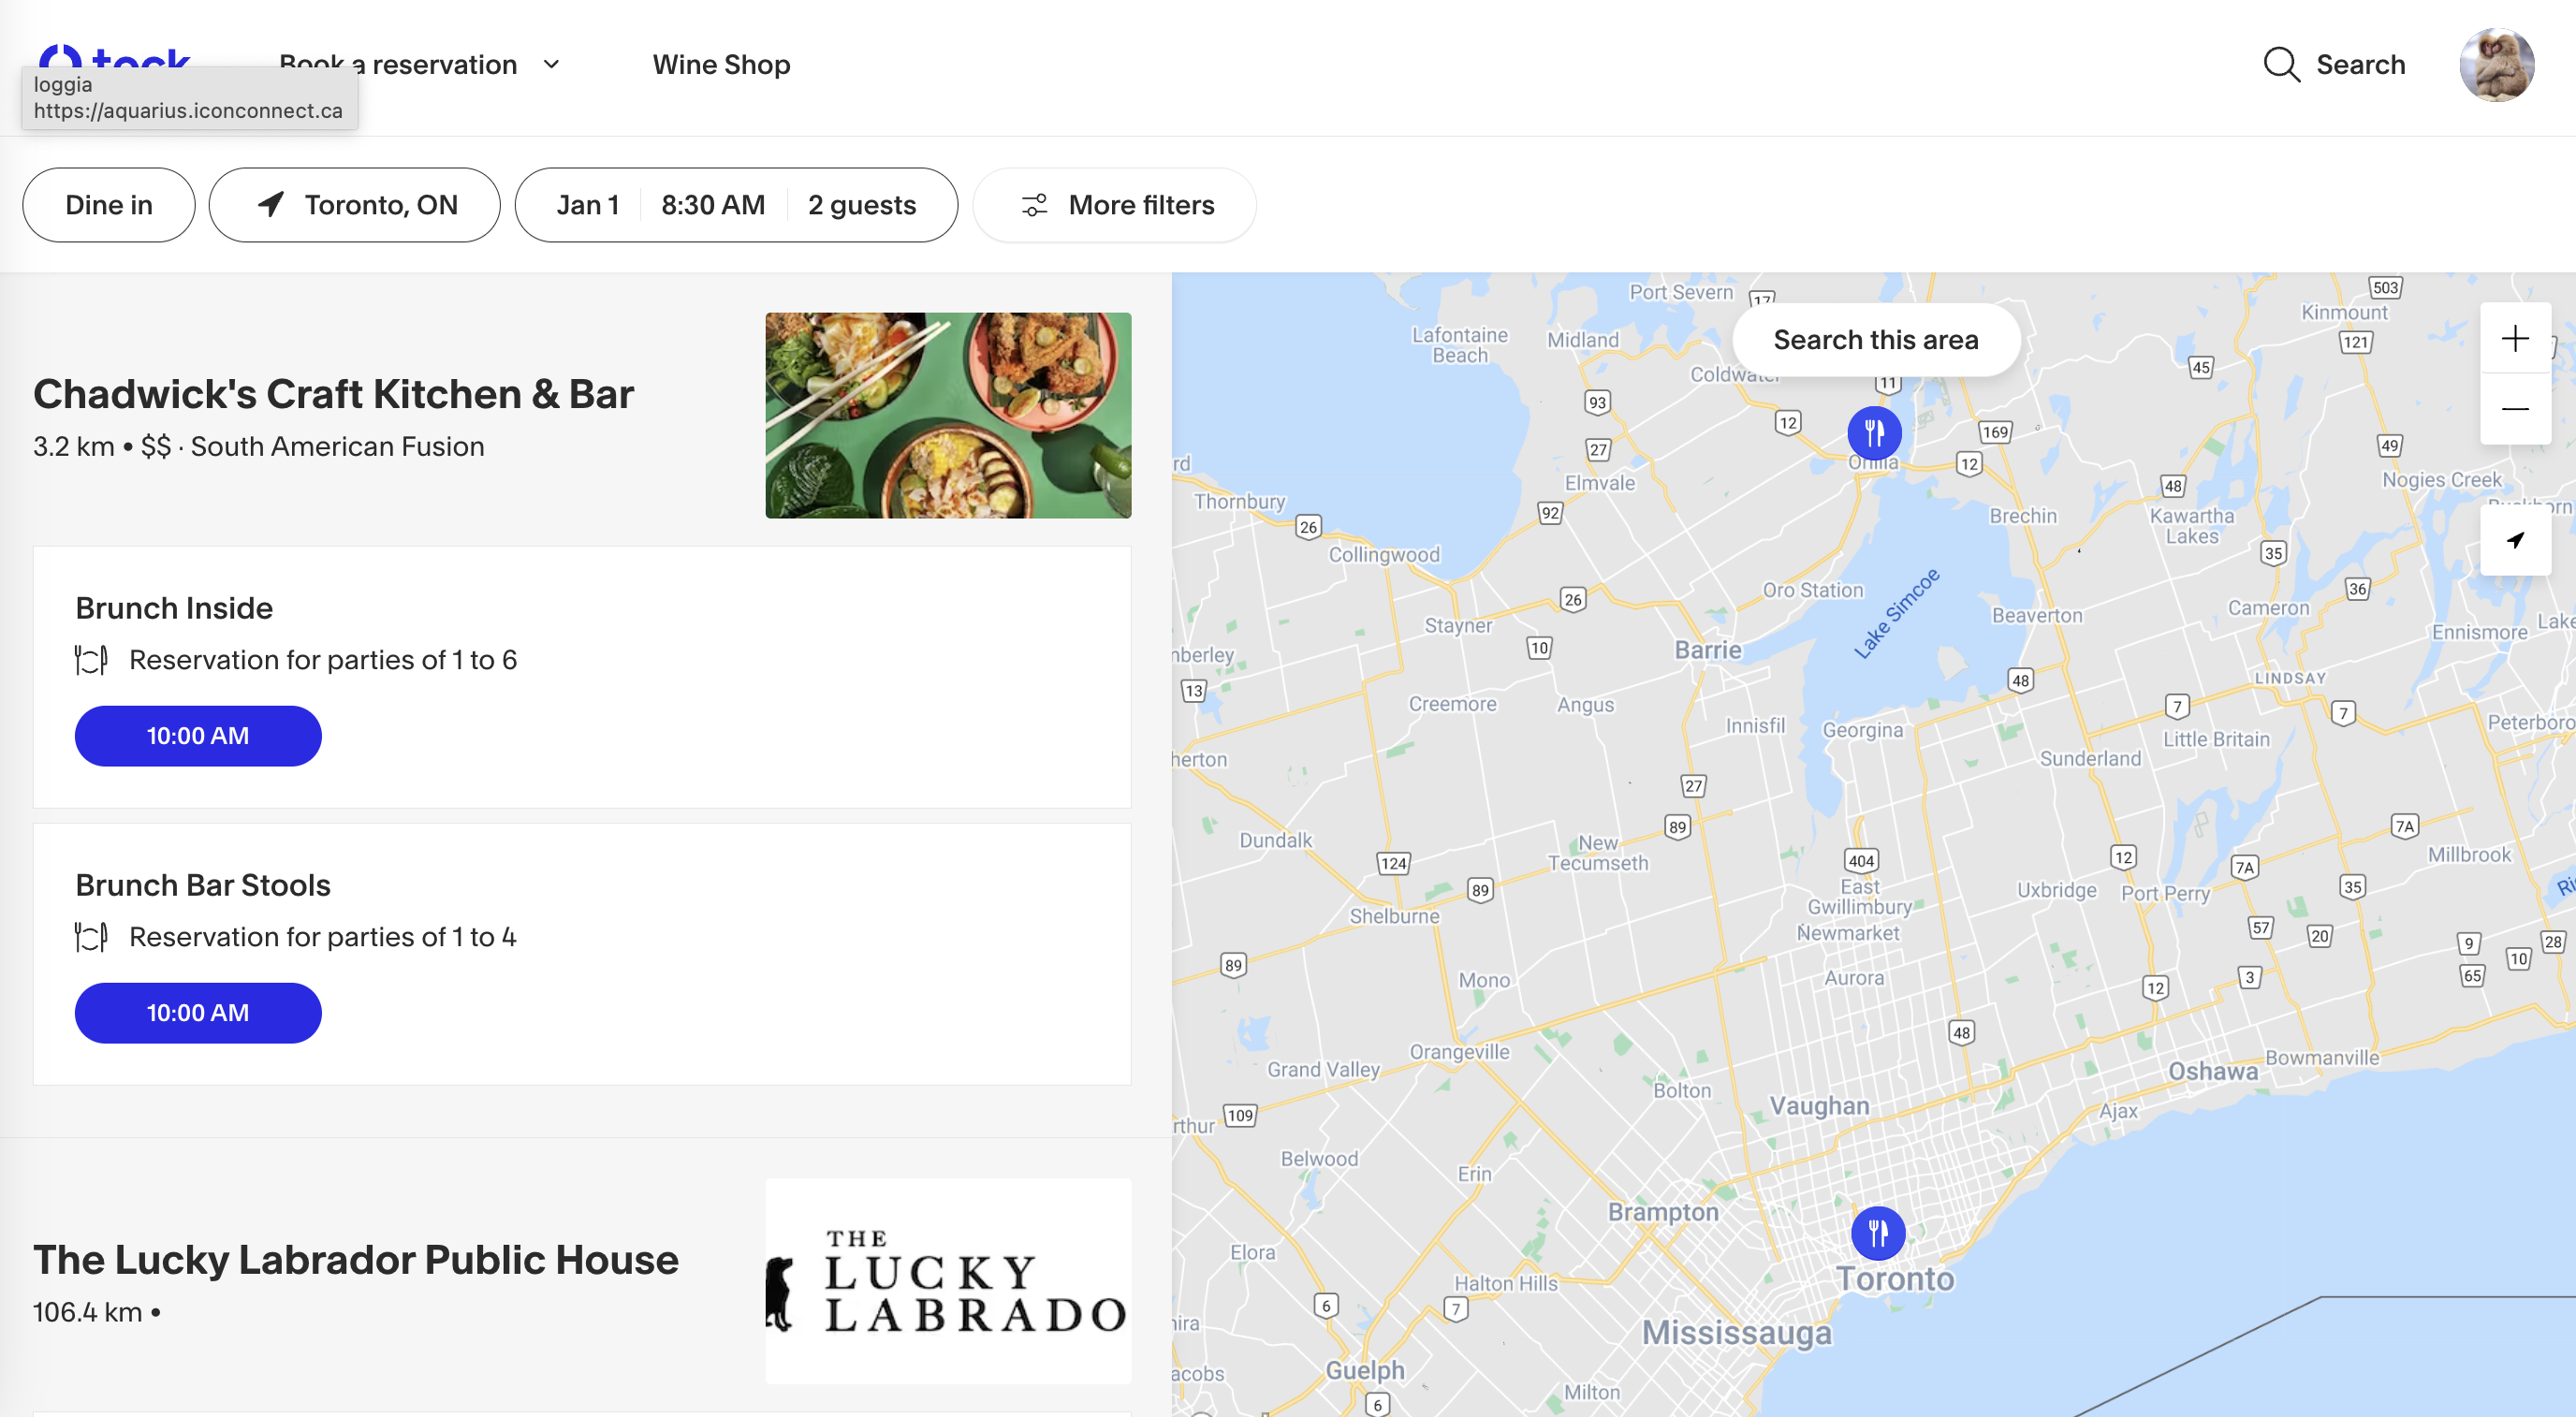 tock
Book a reservation
Wine Shop
Search
loggia
https://aquarius.iconconnect.ca
Dine in
Toronto, ON
Jan 1
8:30 AM
2 guests
More filters
Chadwick's Craft Kitchen & Bar
3.2 km • $$ · South American Fusion
Brunch Inside
Reservation for parties of 1 to 6
10:00 AM
Brunch Bar Stools
Reservation for parties of 1 to 4
10:00 AM
The Lucky Labrador Public House
106.4 km •
THE
LUCKY
LABRADO
Search this area
Port Severn
17
503
Kinmount
Lafontaine
Beach
Midland
121
45
Coldwater
11
93
12
169
27
12
49
rd
Orillia
Elmvale
48
Nogies Creek
Thornbury
92
Brechin
Kawartha
Lakes
26
Collingwood
35
Oro Station
Lake Simcoe
36
26
Cameron
Beaverton
Stayner
10
Barrie
Ennismore
Lake
nberley
13
48
LINDSAY
Creemore
Angus
7
7
Innisfil
Georgina
Peterboro
Little Britain
herton
Sunderland
27
89
7A
Dundalk
New
Tecumseth
124
404
12
7A
Millbrook
89
East
Gwillimbury
Uxbridge
Port Perry
35
Ri
Shelburne
Newmarket
57
20
9
28
89
Mono
Aurora
3
10
65
12
48
Orangeville
Grand Valley
Bowmanville
Oshawa
Bolton
109
Vaughan
Ajax
rthur
Belwood
Erin
Brampton
Elora
Toronto
Halton Hills
6
7
ira
Mississauga
acobs
Guelph
Milton
6